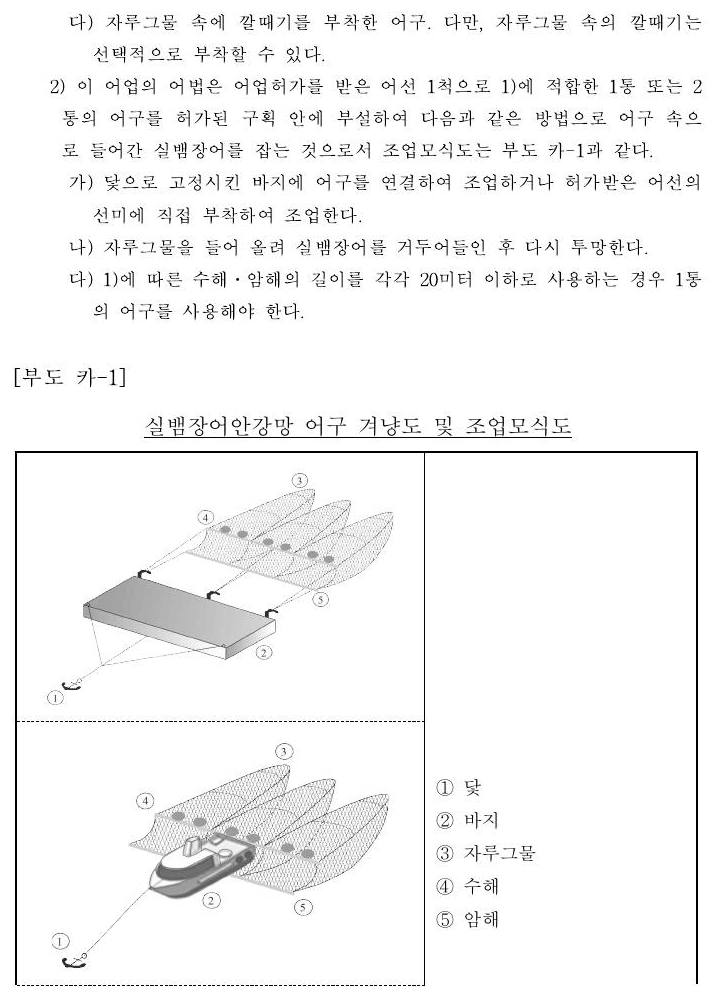 다) 자루그물 속에 깔때기를 부착한 어구. 다만, 자루그물 속의 깔때기는
선택적으로 부착할 수 있다.
2) 이 어업의 어법은 어업허가를 받은 어선 1척으로 1)에 적합한 1통 또는 2
통의 어구를 허가된 구획 안에 부설하여 다음과 같은 방법으로 어구 속으
로 들어간 실뱀장어를 잡는 것으로서 조업모식도는 부도 카-1과 같다.
가) 닻으로 고정시킨 바지에 어구를 연결하여 조업하거나 허가받은 어선의
선미에 직접 부착하여 조업한다.
나) 자루그물을 들어 올려 실뱀장어를 거두어들인 후 다시 투망한다.
다) 1)에 따른 수해・암해의 길이를 각각 20미터 이하로 사용하는 경우 1통
의 어구를 사용해야 한다.
[부도 카-1]
실뱀장어안강망 어구 겨냥도 및 조업모식도
③
④
⑤
②
①
③
④
②
⑤
①
① 닻
② 바지
③ 자루그물
④ 수해
⑤ 암해